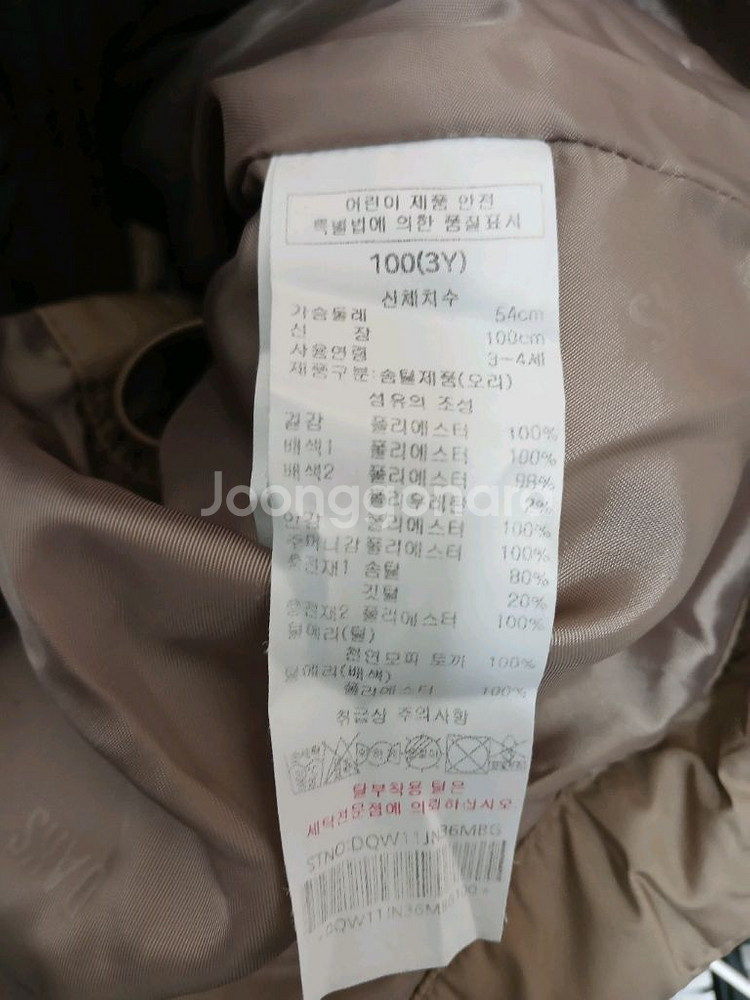 어린이 제품 안전
특별법에 의한 품질표시
100(3Y)
신체치수
가슴둘레 54cm
신 장 100cm
사용연령 3~4세
제품구분:솜털제품(오리)
섬유의 조성
겉감 폴리에스터 100%
배색1 폴리에스터 100%
배색2 폴리에스터 98%
폴리우레탄 2%
안감 폴리에스터 100%
주머니감 폴리에스터 100%
충전재1 솜털 80%
깃털 20%
충전재2 폴리에스터 100%
덧메리(털)
천연모피 토끼 100%
(배색)
폴리에스터 100%
취급상 주의사항
탈부착용 털은
세탁전문점에 의뢰하십시오
STNO:DQW11JN36MBG
Joonggonara